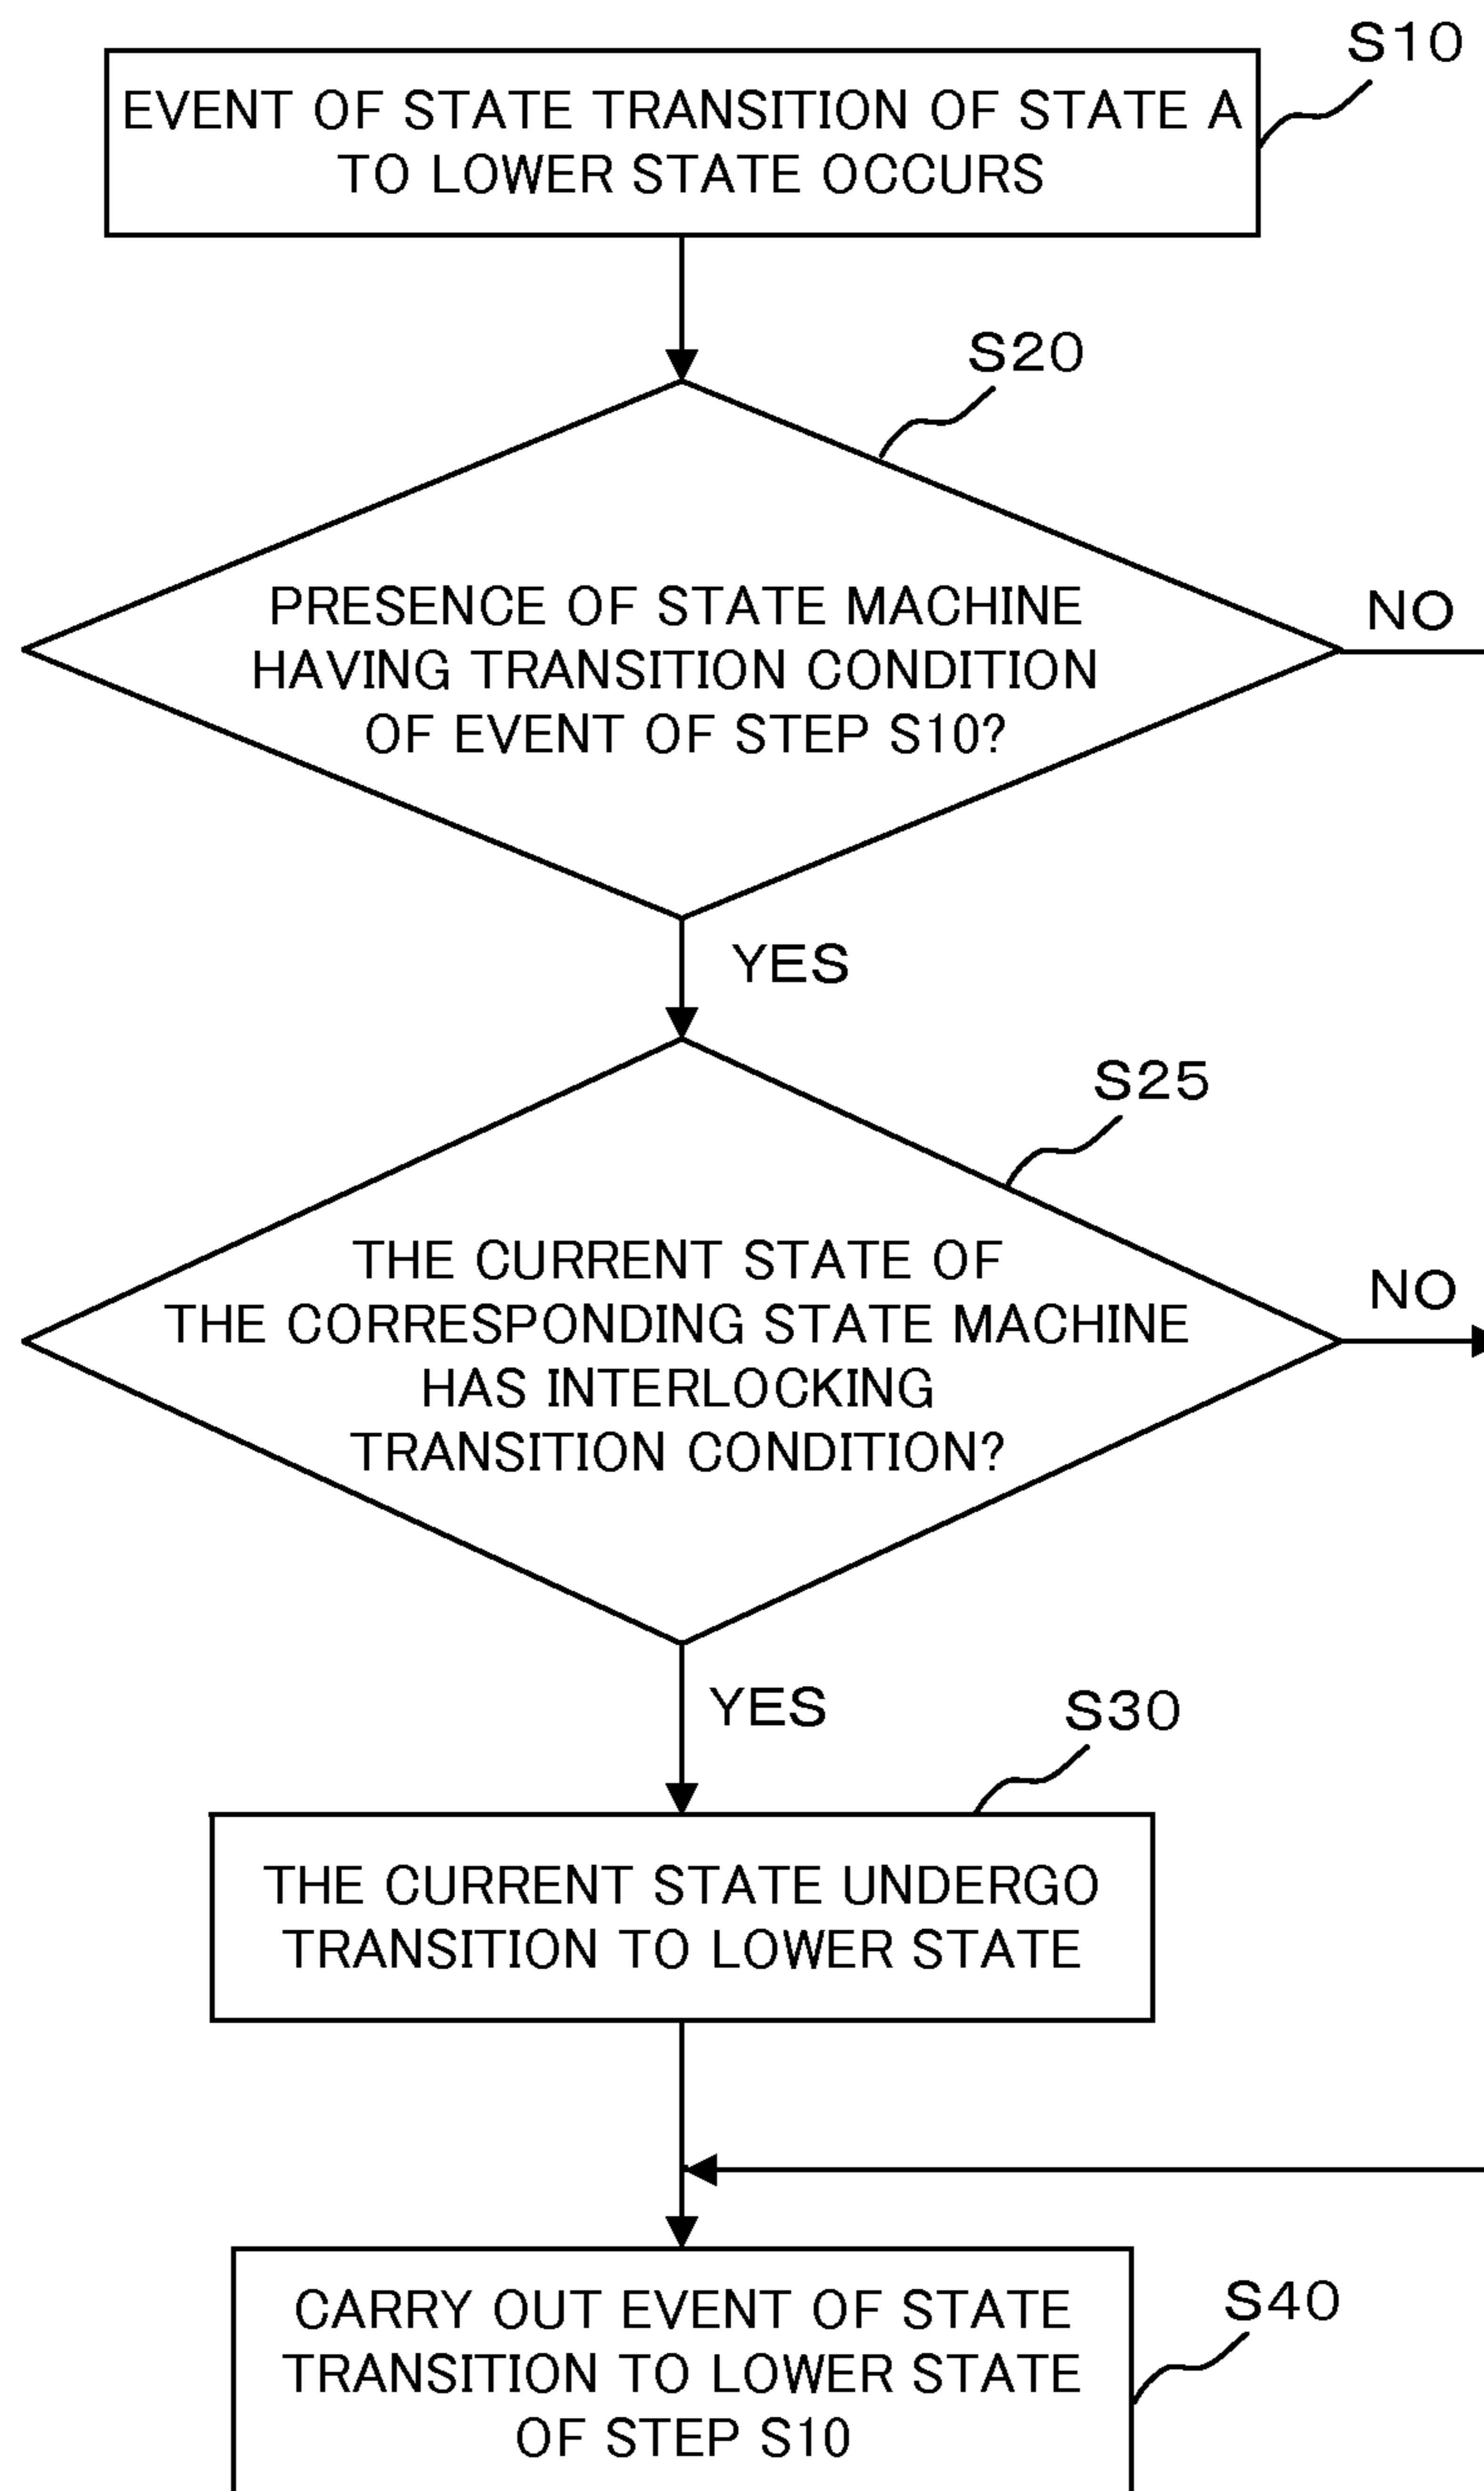 S10
EVENT OF STATE TRANSITION OF STATE A
TO LOWER STATE OCCURS
S20
PRESENCE OF STATE MACHINE
HAVING TRANSITION CONDITION
OF EVENT OF STEP S10?
NO
YES
S25
THE CURRENT STATE OF
THE CORRESPONDING STATE MACHINE
HAS INTERLOCKING
TRANSITION CONDITION?
NO
YES
S30
THE CURRENT STATE UNDERGO
TRANSITION TO LOWER STATE
S40
CARRY OUT EVENT OF STATE
TRANSITION TO LOWER STATE
OF STEP S10